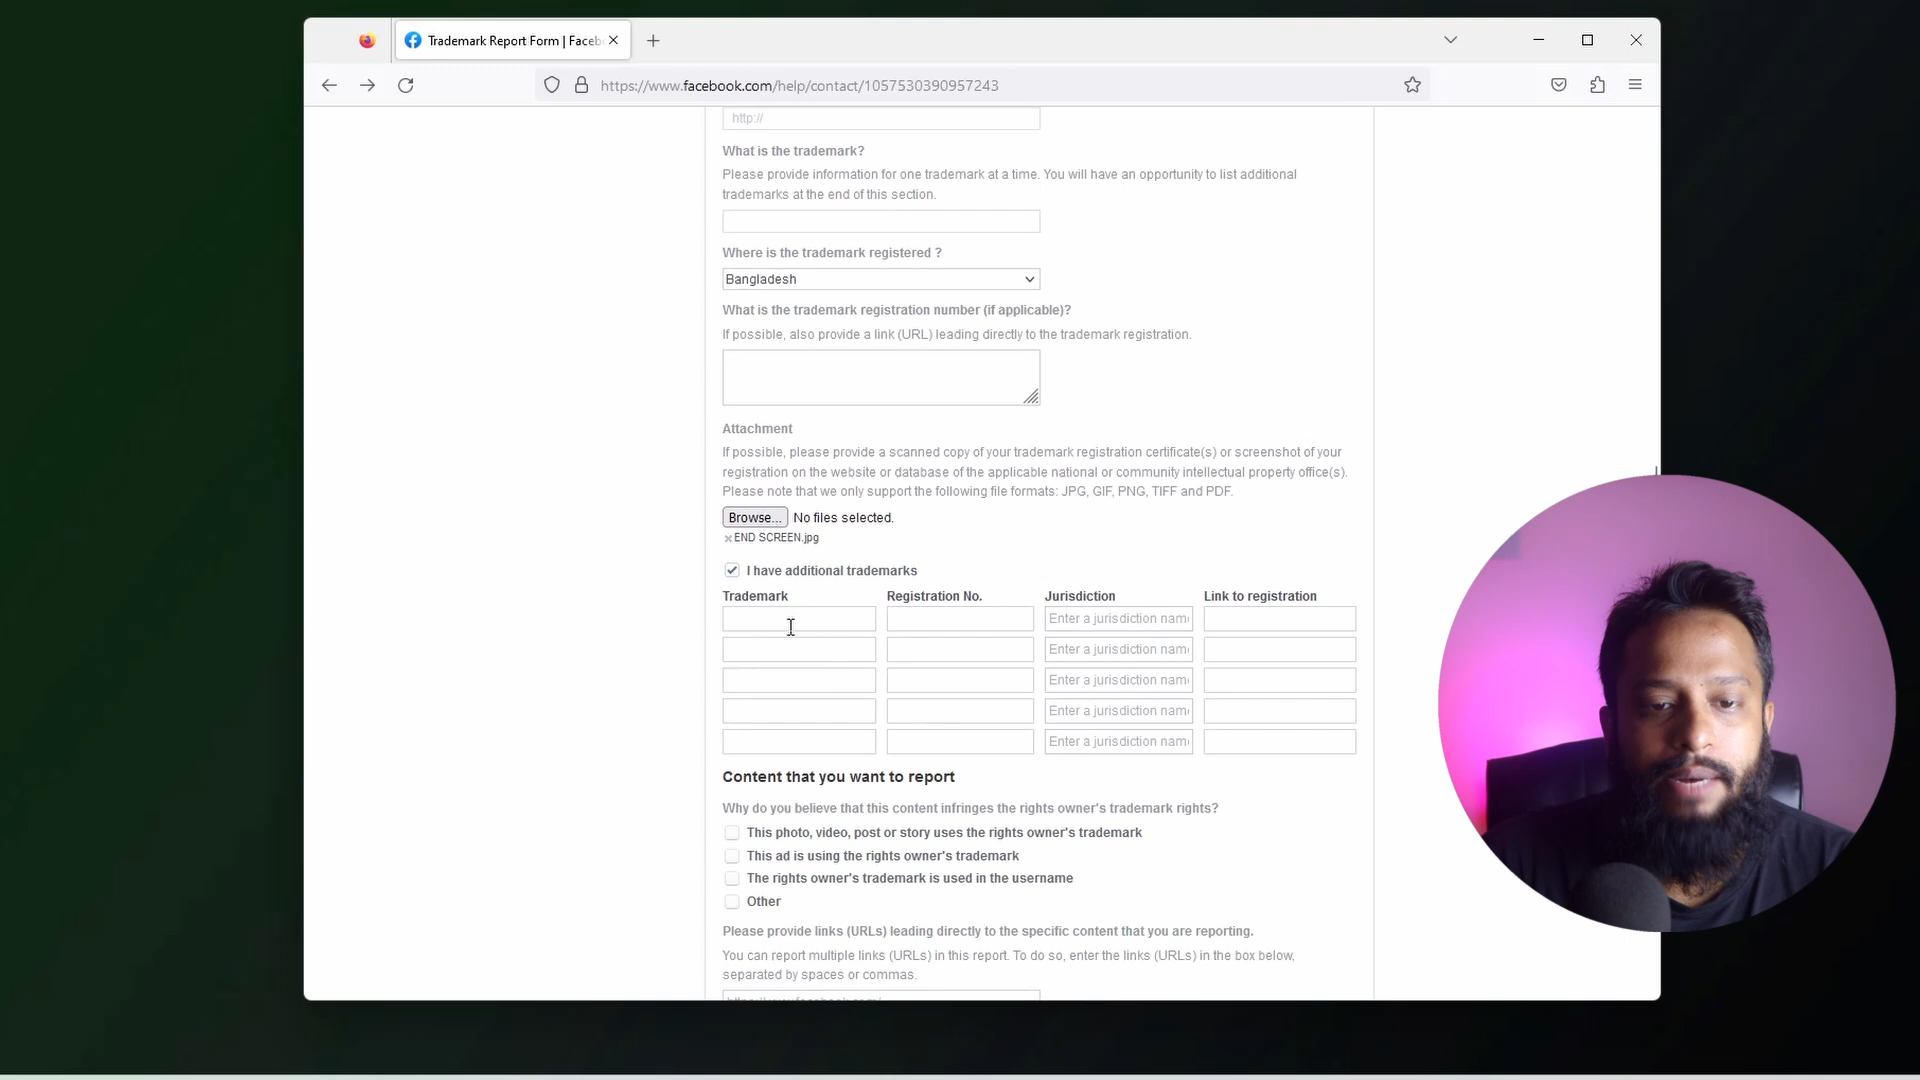 Trademark Report Form | Faceb
https://www.facebook.com/help/contact/1057530390957243
http://
What is the trademark?
Please provide information for one trademark at a time. You will have an opportunity to list additional
trademarks at the end of this section.
Where is the trademark registered ?
Bangladesh
What is the trademark registration number (if applicable)?
If possible, also provide a link (URL) leading directly to the trademark registration.
Attachment
If possible, please provide a scanned copy of your trademark registration certificate(s) or screenshot of your
registration on the website or database of the applicable national or community intellectual property office(s).
Please note that we only support the following file formats: JPG, GIF, PNG, TIFF and PDF.
Browse... No files selected.
END SCREEN.jpg
I have additional trademarks
Trademark Registration No. Jurisdiction Link to registration
Enter a jurisdiction name
Enter a jurisdiction name
Enter a jurisdiction name
Enter a jurisdiction name
Enter a jurisdiction name
Content that you want to report
Why do you believe that this content infringes the rights owner's trademark rights?
This photo, video, post or story uses the rights owner's trademark
This ad is using the rights owner's trademark
The rights owner's trademark is used in the username
Other
Please provide links (URLs) leading directly to the specific content that you are reporting.
You can report multiple links (URLs) in this report. To do so, enter the links (URLs) in the box below,
separated by spaces or commas.